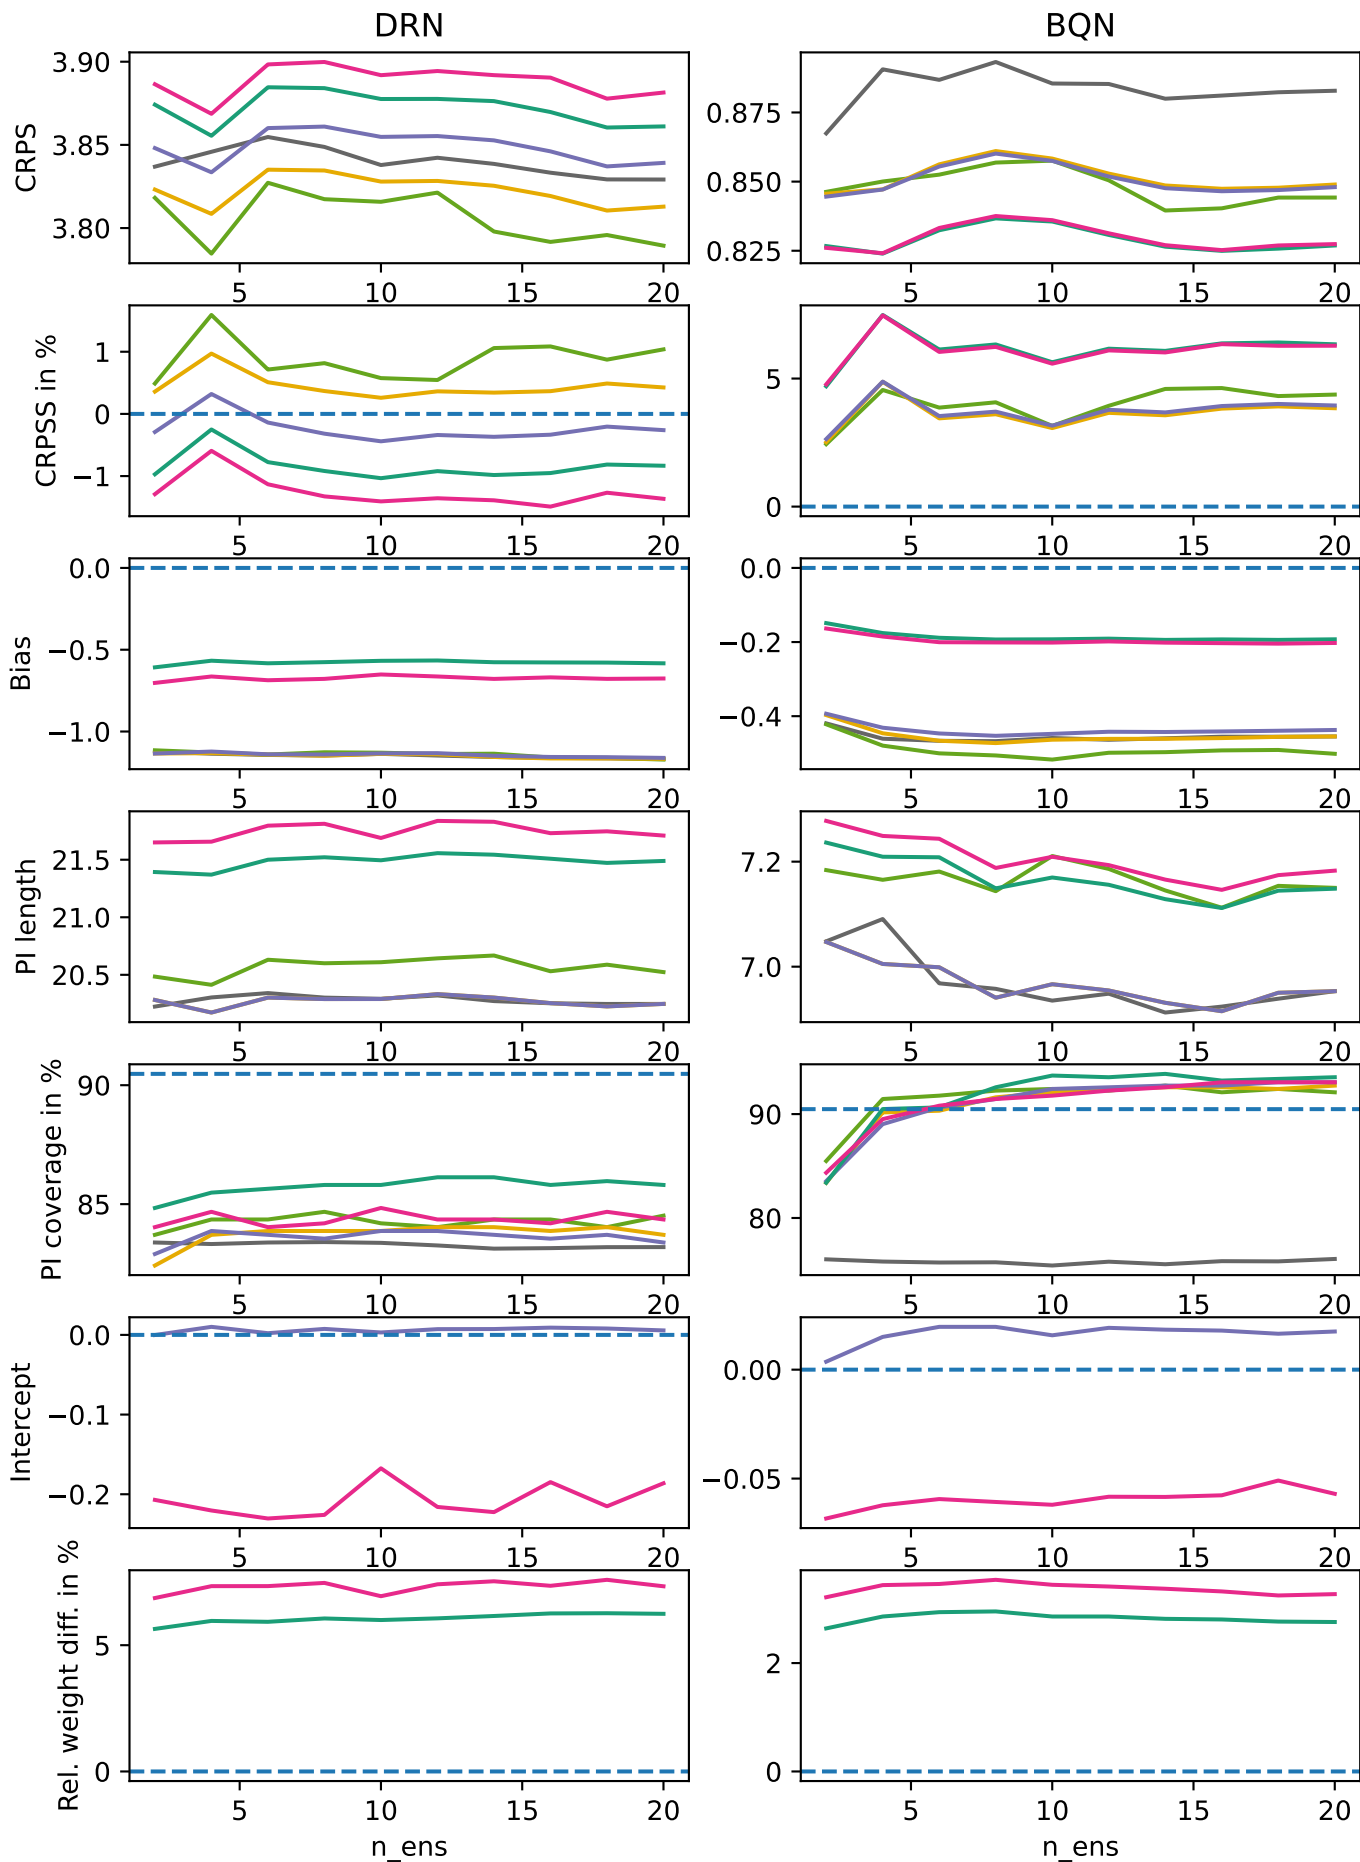 DRN BQN
CRPS
3.90
3.85
3.80
0.875
0.850
0.825
5 10 15 20 5 10 15 20
CRPSS in %
1
0
−1
5
0
5 10 15 20 5 10 15 20
Bias
0.0
−0.5
−1.0
0.0
−0.2
−0.4
5 10 15 20 5 10 15 20
PI length
21.5
21.0
20.5
7.2
7.0
5 10 15 20 5 10 15 20
PI coverage in %
90
85
90
80
5 10 15 20 5 10 15 20
Intercept
0.0
−0.1
−0.2
0.00
−0.05
5 10 15 20 5 10 15 20
Rel. weight diff. in %
5
0
2
0
5 10 15 20 5 10 15 20
n_ens n_ens